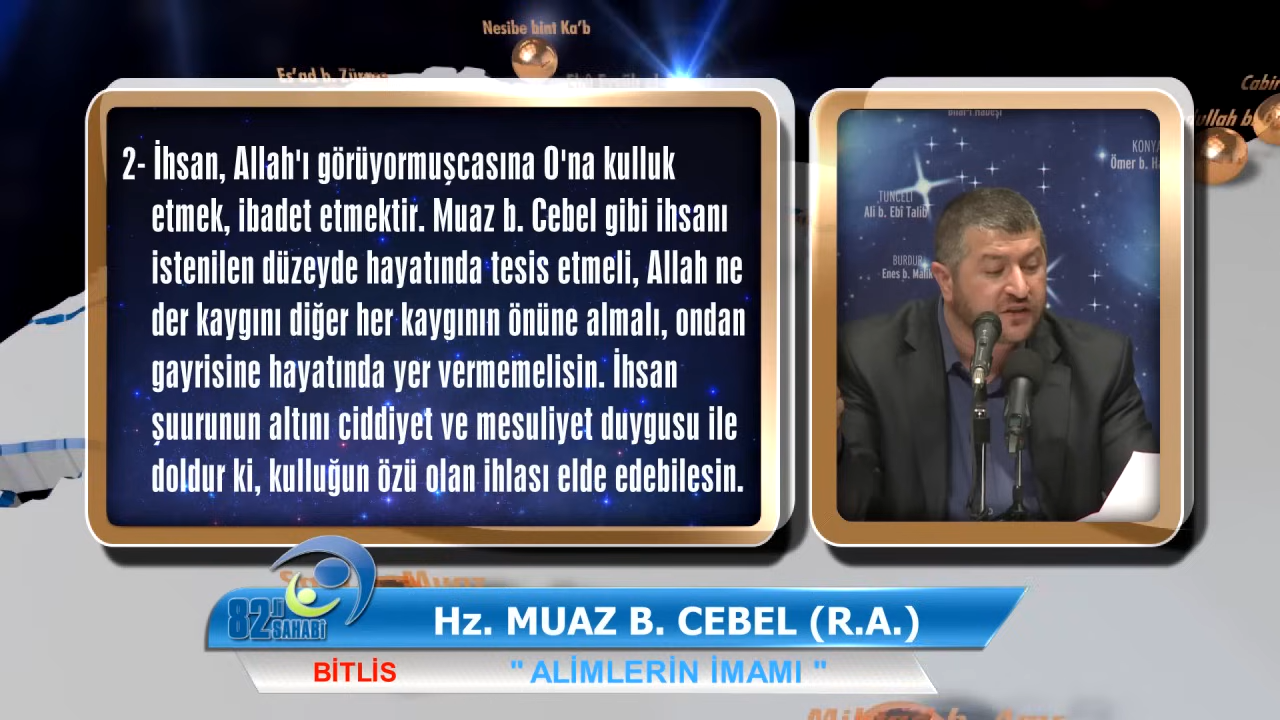 Nesibe bint Ka'b
2- İhsan, Allah'ı görüyormuşcasına O'na kulluk
etmek, ibadet etmektir. Muaz b. Cebel gibi ihsanı
istenilen düzeyde hayatında tesis etmeli, Allah ne
der kaygını diğer her kaygının önüne almalı, ondan
gayrisine hayatında yer vermemelisin. İhsan
şuurunun altını ciddiyet ve mesuliyet duygusu ile
doldur ki, kulluğun özü olan ihlası elde edebilesin.
Cabir
KONYA
Ömer b.
TUNCELİ
Ali b. Ebî Talib
BURDUR
Enes b. Malik
82 İL
SAHABİ
Hz. MUAZ B. CEBEL (R.A.)
BİTLİS
" ALİMLERİN İMAMI "